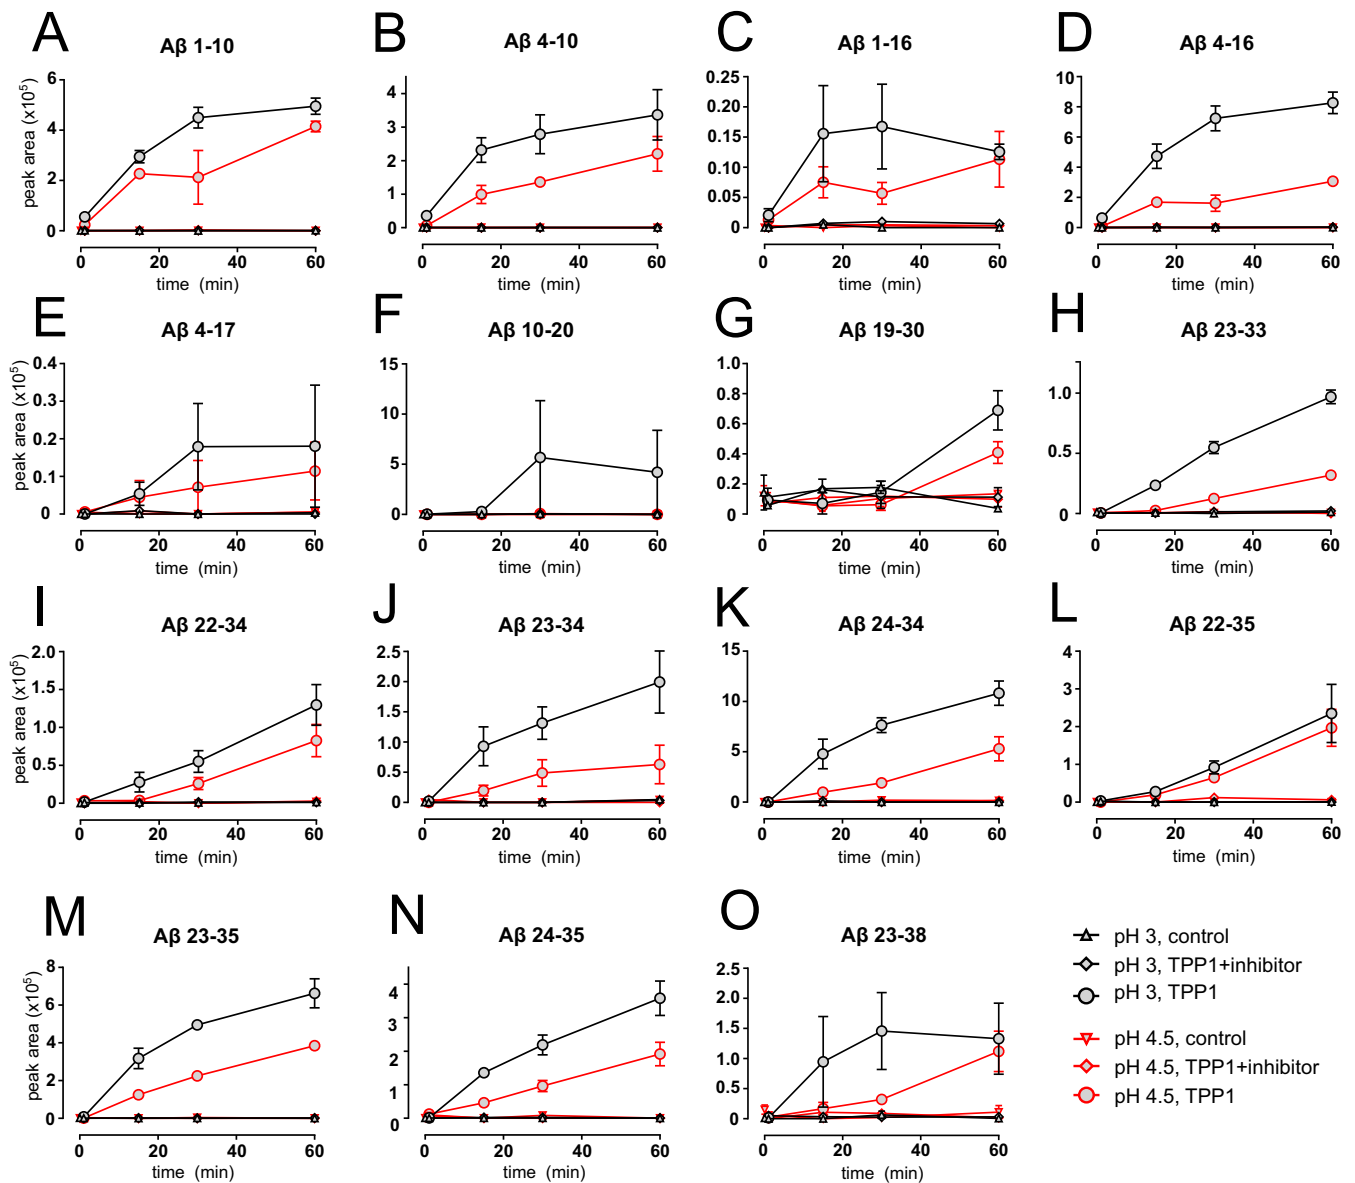 A
Aβ 1-10
peak area (x10⁵)
6
4
2
0
0 20 40 60
time (min)
B
Aβ 4-10
4
3
2
1
0
0 20 40 60
time (min)
C
Aβ 1-16
0.25
0.20
0.15
0.10
0.05
0
0 20 40 60
time (min)
D
Aβ 4-16
10
8
6
4
2
0
0 20 40 60
time (min)
E
Aβ 4-17
peak area (x10⁵)
0.4
0.3
0.2
0.1
0
0 20 40 60
time (min)
F
Aβ 10-20
15
10
5
0
0 20 40 60
time (min)
G
Aβ 19-30
1.0
0.8
0.6
0.4
0.2
0
0 20 40 60
time (min)
H
Aβ 23-33
1.0
0.5
0
0 20 40 60
time (min)
I
Aβ 22-34
peak area (x10⁵)
2.0
1.5
1.0
0.5
0
0 20 40 60
time (min)
J
Aβ 23-34
2.5
2.0
1.5
1.0
0.5
0
0 20 40 60
time (min)
K
Aβ 24-34
15
10
5
0
0 20 40 60
time (min)
L
Aβ 22-35
4
3
2
1
0
0 20 40 60
time (min)
M
Aβ 23-35
peak area (x10⁵)
8
6
4
2
0
0 20 40 60
time (min)
N
Aβ 24-35
4
3
2
1
0
0 20 40 60
time (min)
O
Aβ 23-38
2.5
2.0
1.5
1.0
0.5
0
0 20 40 60
time (min)
pH 3, control
pH 3, TPP1+inhibitor
pH 3, TPP1
pH 4.5, control
pH 4.5, TPP1+inhibitor
pH 4.5, TPP1